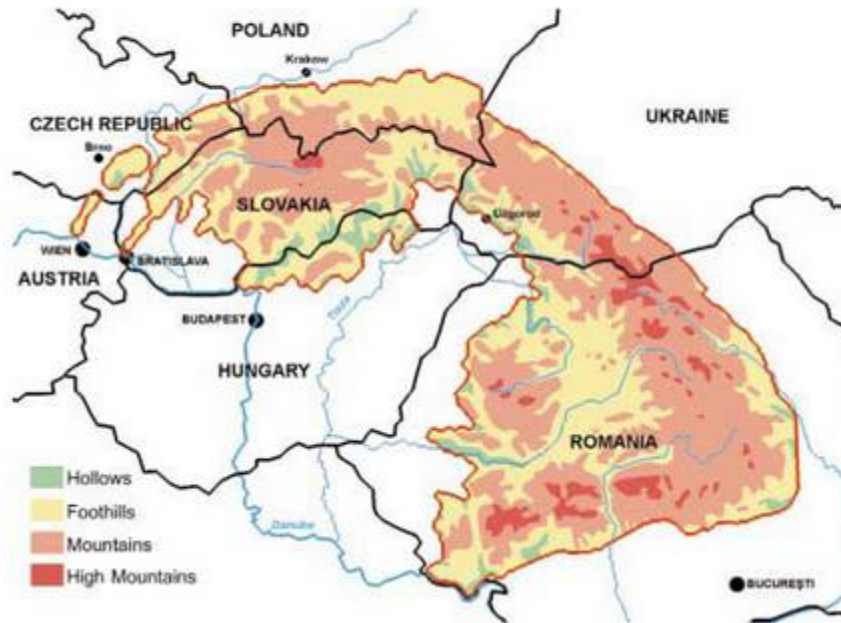 POLAND
Krakow
UKRAINE
CZECH REPUBLIC
Brno
SLOVAKIA
Uzgorod
WIEN
BRATISLAVA
AUSTRIA
BUDAPEST
Tisza
HUNGARY
ROMANIA
Hollows
Foothills
Mountains
High Mountains
Danube
BUCUREŞTI